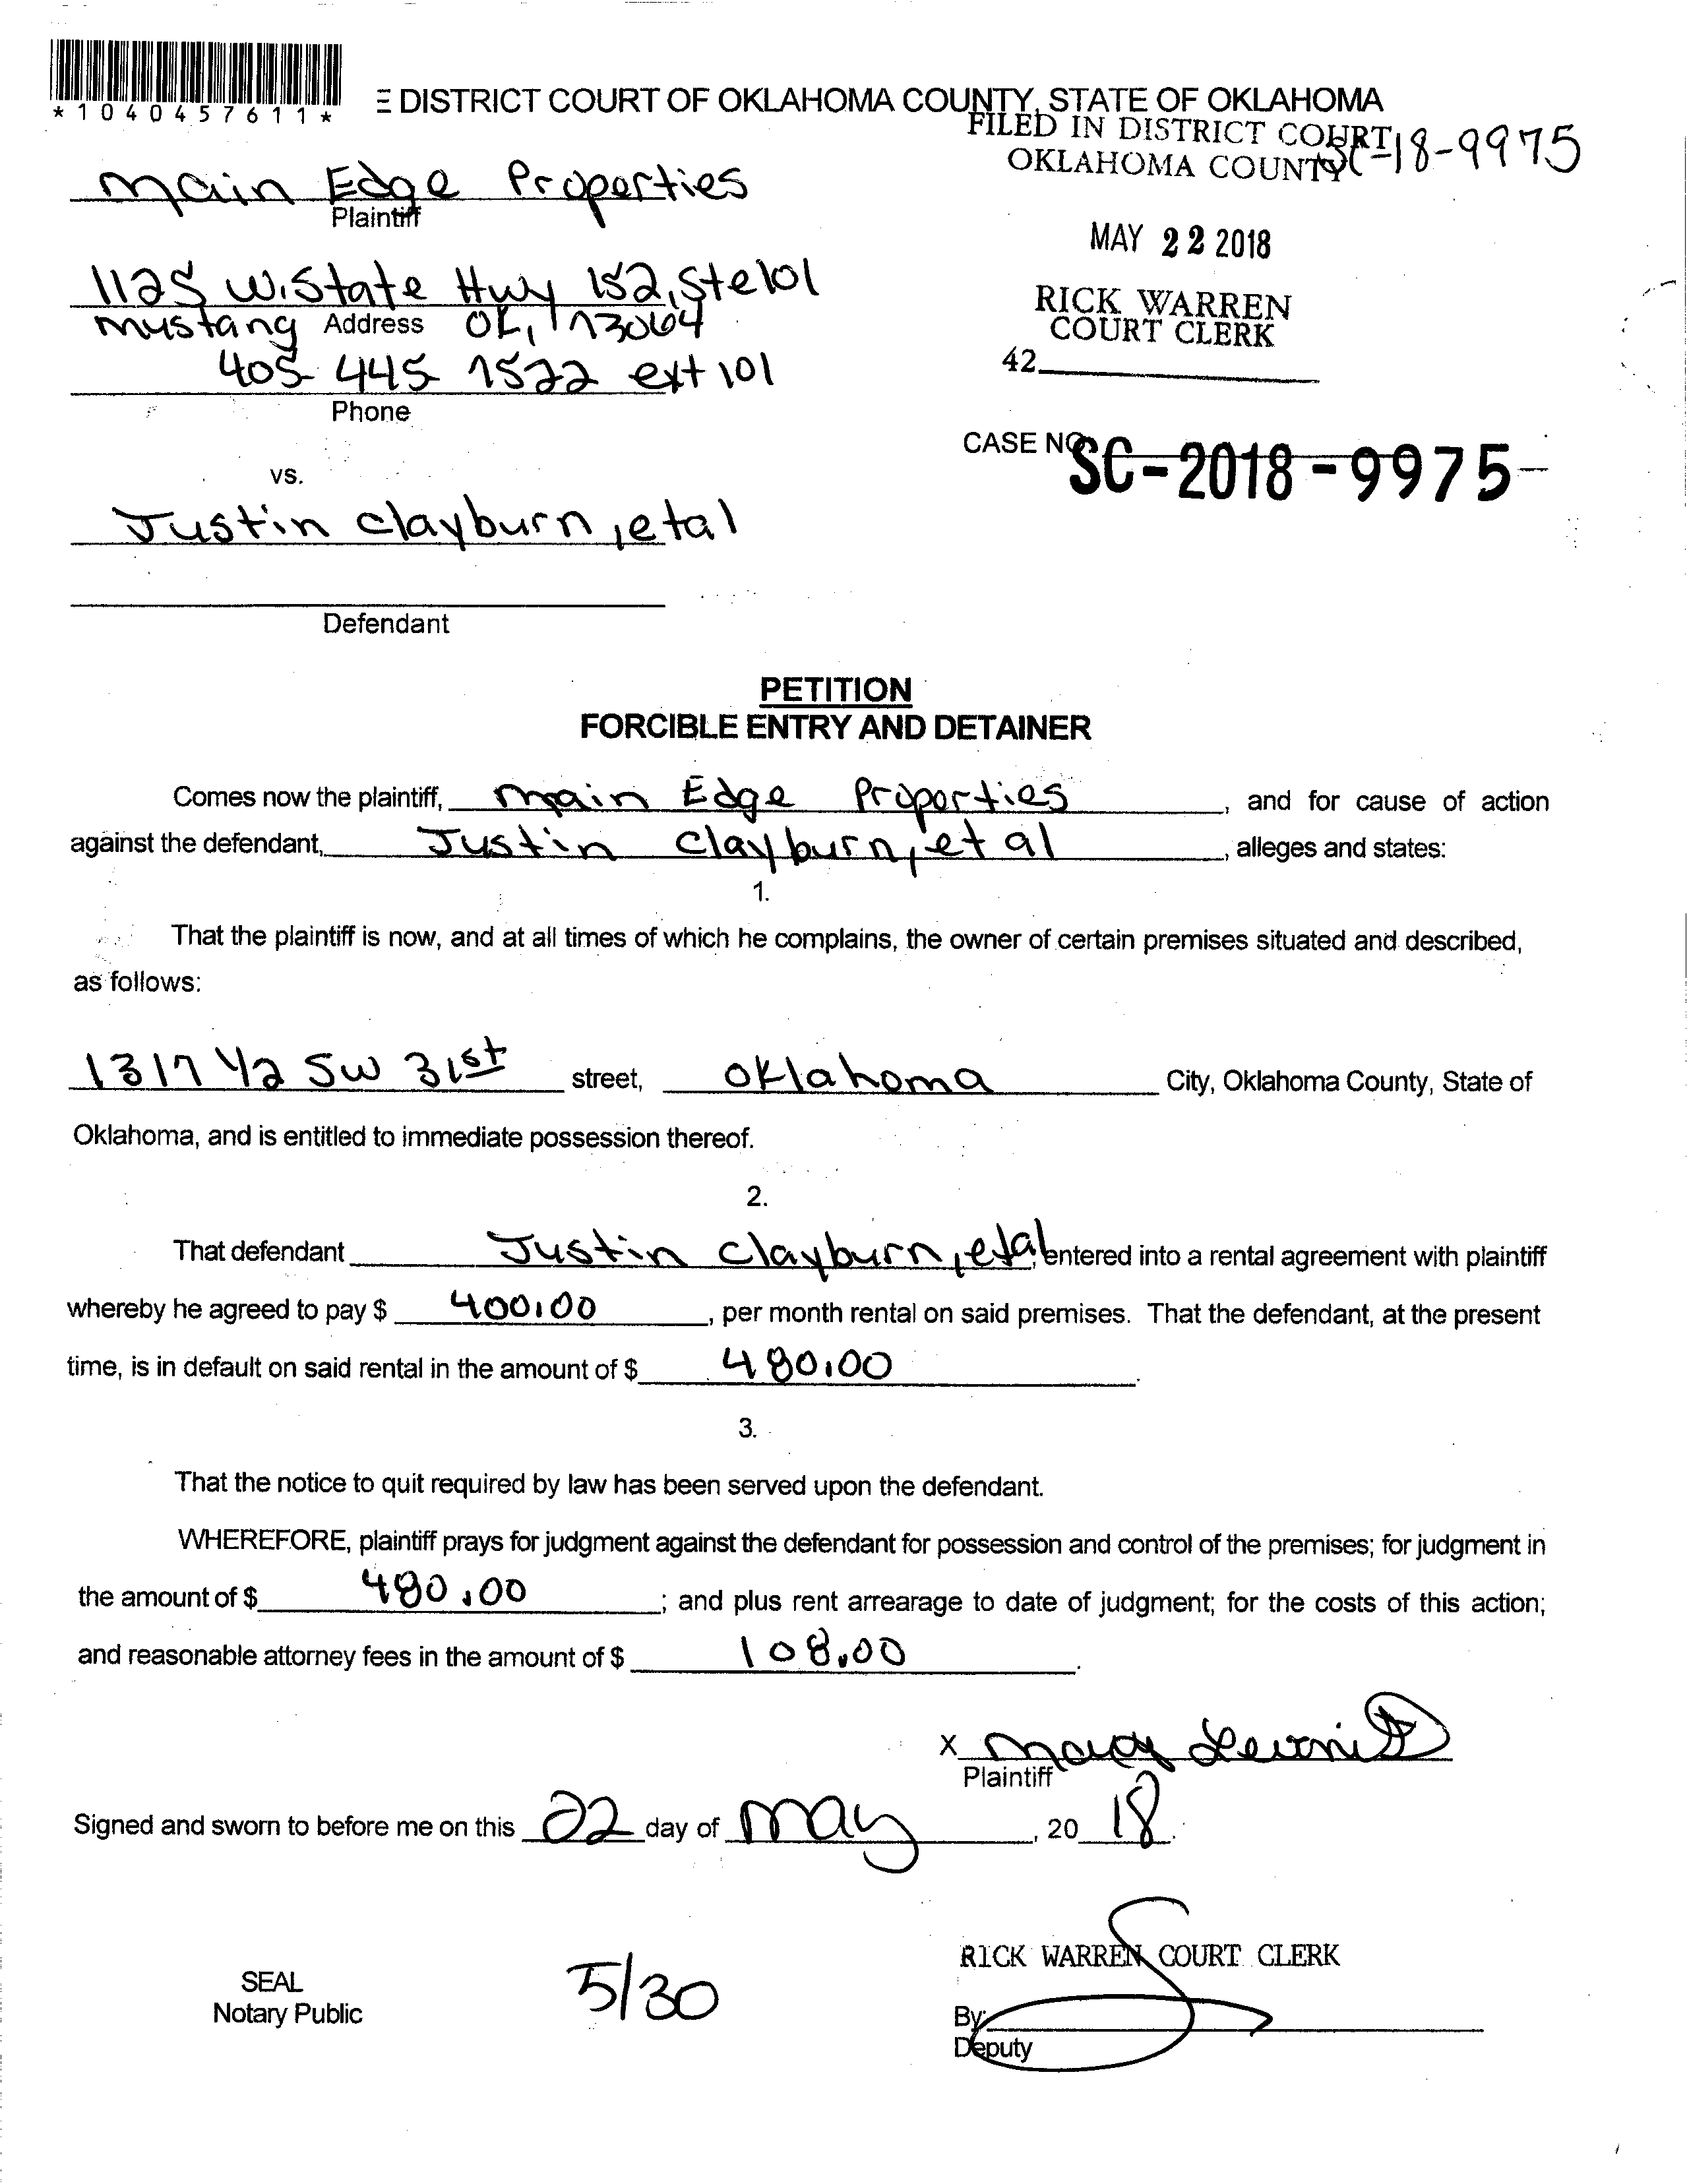 *1040457611*
E DISTRICT COURT OF OKLAHOMA COUNTY, STATE OF OKLAHOMA
FILED IN DISTRICT COURT
OKLAHOMA COUNTY
SC-18-9975
Main Edge Properties
Plaintiff
MAY 22 2018
1125 W. State Hwy 152, Ste 101
Mustang Address OK, 73064
RICK WARREN
COURT CLERK
405-445-7522 ext 101
42
Phone
CASE NO. SC-2018-9975
vs.
Justin Clayburn, et al
Defendant
PETITION
FORCIBLE ENTRY AND DETAINER
Comes now the plaintiff, Main Edge Properties, and for cause of action
against the defendant, Justin Clayburn, et al, alleges and states:
1.
That the plaintiff is now, and at all times of which he complains, the owner of certain premises situated and described,
as follows:
1317 1/2 SW 31st street, Oklahoma City, Oklahoma County, State of
Oklahoma, and is entitled to immediate possession thereof.
2.
That defendant Justin Clayburn, et al, entered into a rental agreement with plaintiff
whereby he agreed to pay $ 400.00, per month rental on said premises. That the defendant, at the present
time, is in default on said rental in the amount of $ 480.00.
3.
That the notice to quit required by law has been served upon the defendant.
WHEREFORE, plaintiff prays for judgment against the defendant for possession and control of the premises; for judgment in
the amount of $ 480.00; and plus rent arrearage to date of judgment; for the costs of this action;
and reasonable attorney fees in the amount of $ 108.00.
X
Plaintiff
Signed and sworn to before me on this 22 day of May, 20 18.
RICK WARREN COURT CLERK
SEAL
Notary Public
5/30
By:
Deputy